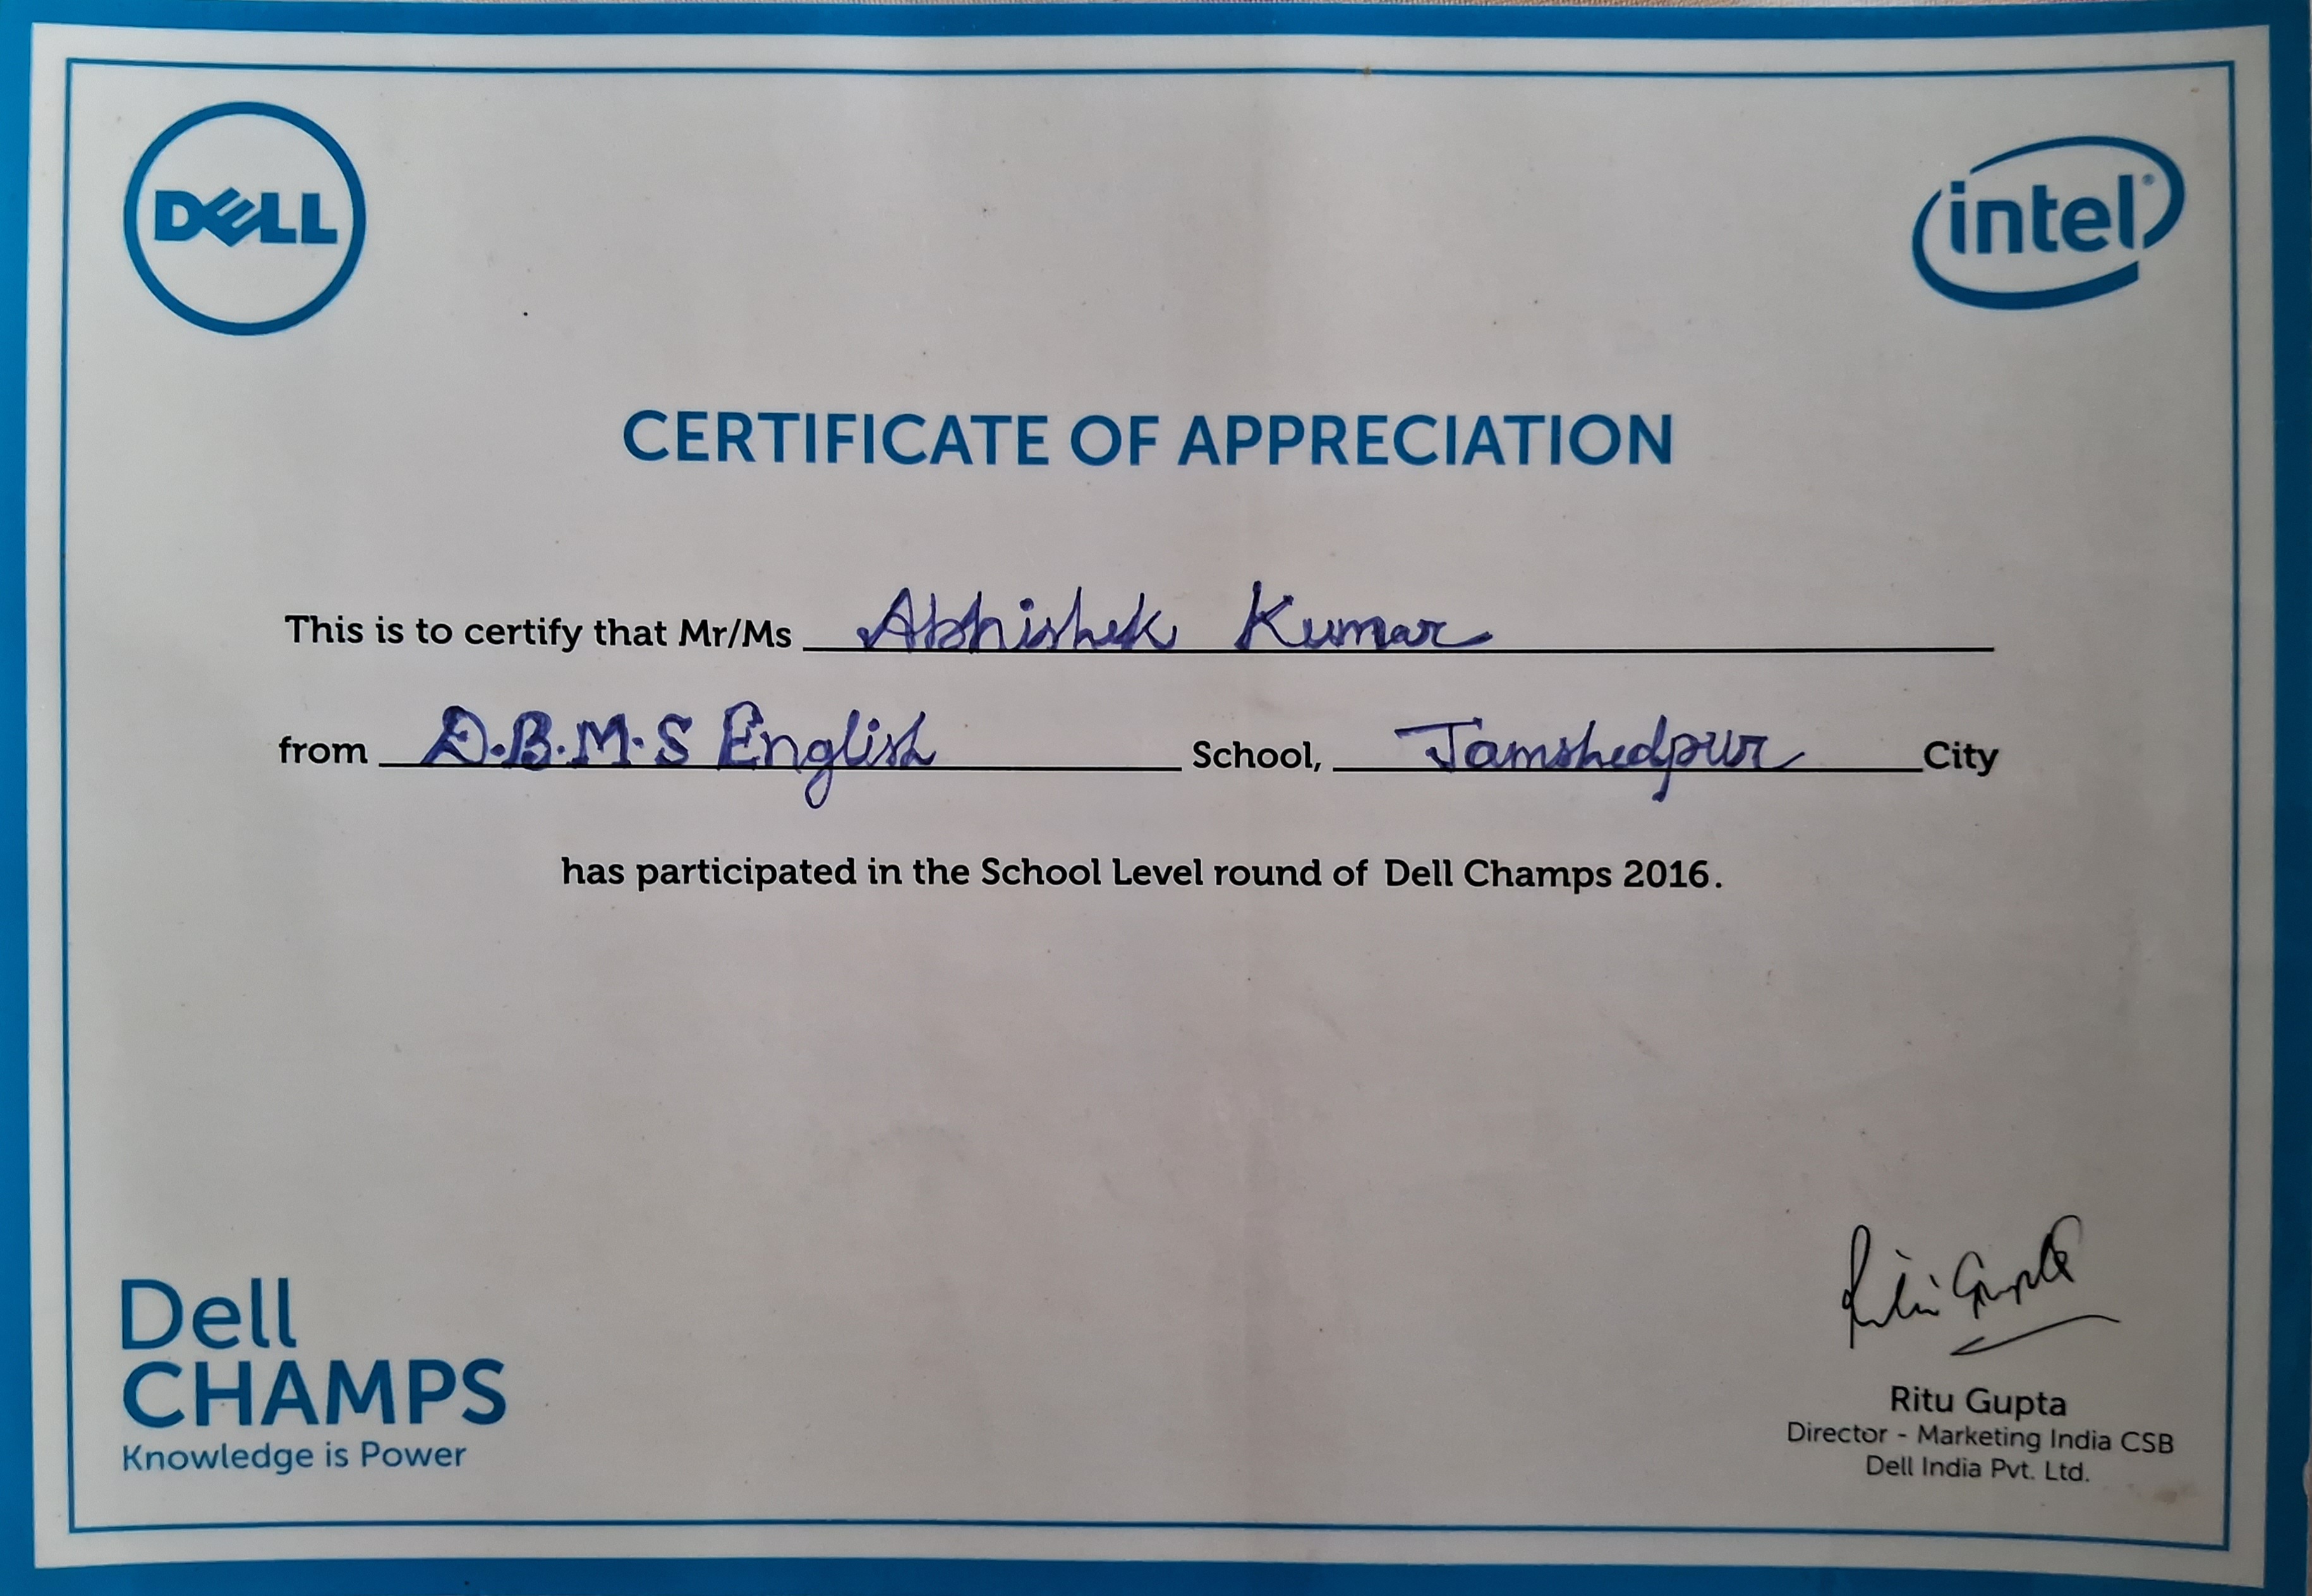 DELL
intel®
CERTIFICATE OF APPRECIATION
This is to certify that Mr/Ms Abhishek Kumar
from D.B.M.S English School, Jamshedpur City
has participated in the School Level round of Dell Champs 2016.
Dell
CHAMPS
Knowledge is Power
Ritu Gupta
Ritu Gupta
Director - Marketing India CSB
Dell India Pvt. Ltd.